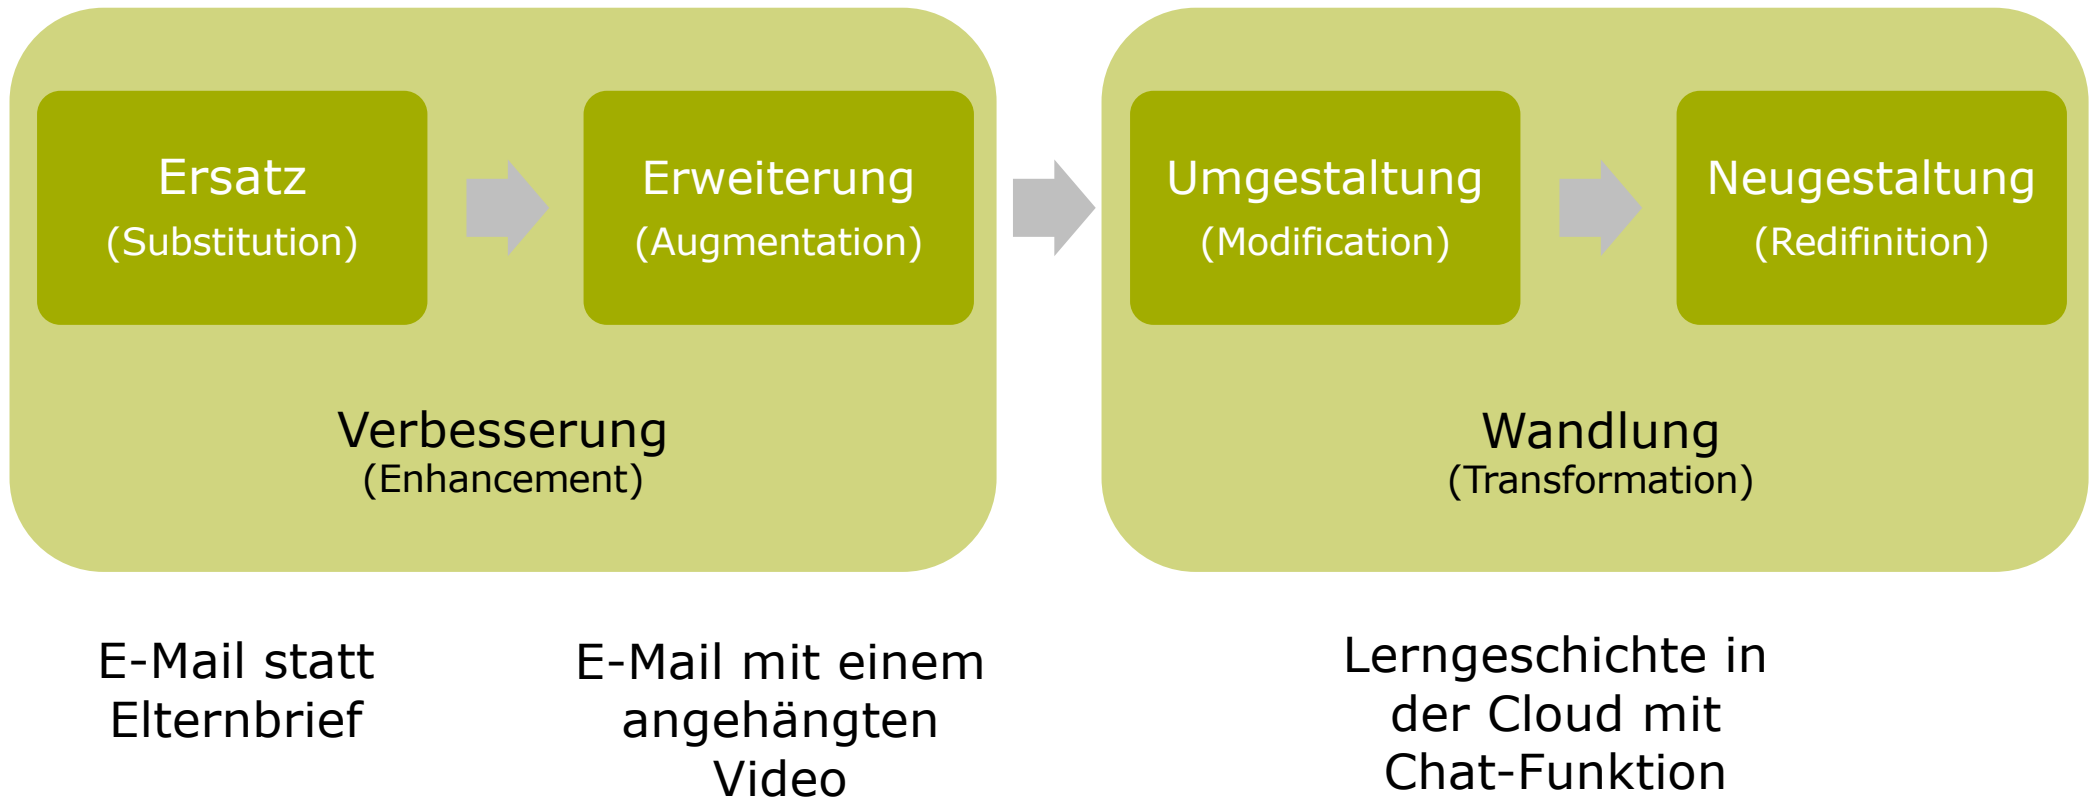 Ersatz
(Substitution)
Erweiterung
(Augmentation)
Umgestaltung
(Modification)
Neugestaltung
(Redifinition)
Verbesserung
(Enhancement)
Wandlung
(Transformation)
E-Mail statt
Elternbrief
E-Mail mit einem
angehängten
Video
Lerngeschichte in
der Cloud mit
Chat-Funktion